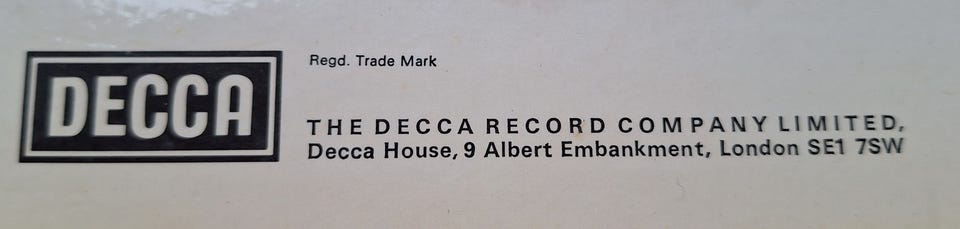 DECCA
Regd. Trade Mark
THE DECCA RECORD COMPANY LIMITED,
Decca House, 9 Albert Embankment, London SE1 7SW